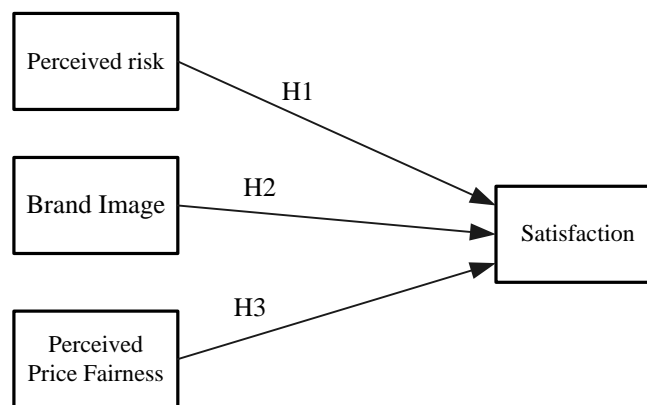 Perceived risk
H1
Brand Image
H2
Satisfaction
H3
Perceived
Price Fairness